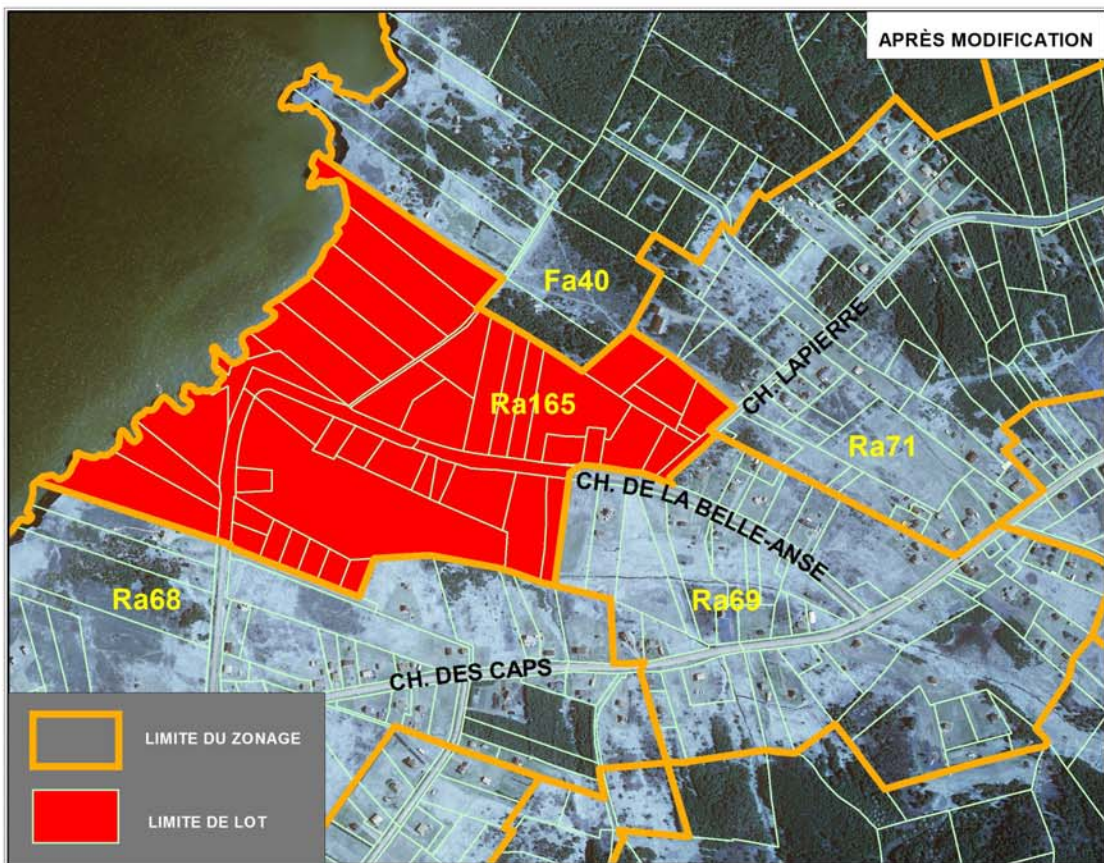 APRÈS MODIFICATION
Fa40
CH. LAPIERRE
Ra165
Ra71
CH. DE LA BELLE-ANSE
Ra68
Ra69
CH. DES CAPS
LIMITE DU ZONAGE
LIMITE DE LOT